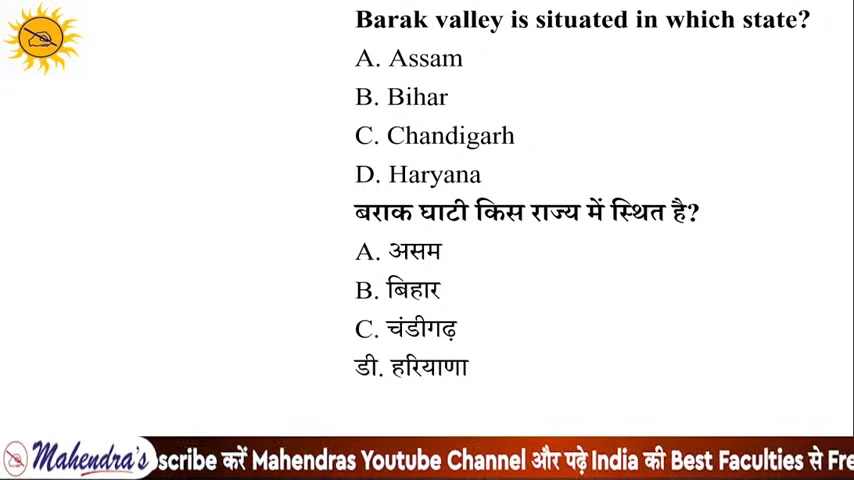 Barak valley is situated in which state?
A. Assam
B. Bihar
C. Chandigarh
D. Haryana
बराक घाटी किस राज्य में स्थित है?
A. असम
B. बिहार
C. चंडीगढ़
डी. हरियाणा
Mahendra's scribe करें Mahendras Youtube Channel और पढ़े India की Best Faculties से Fre